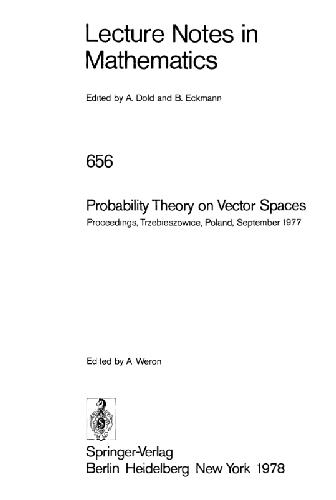 Lecture Notes in
Mathematics
Edited by A. Dold and B. Eckmann
656
Probability Theory on Vector Spaces
Proceedings, Trzebieszowice, Poland, September 1977
Edited by A. Weron
Springer-Verlag
Berlin Heidelberg New York 1978